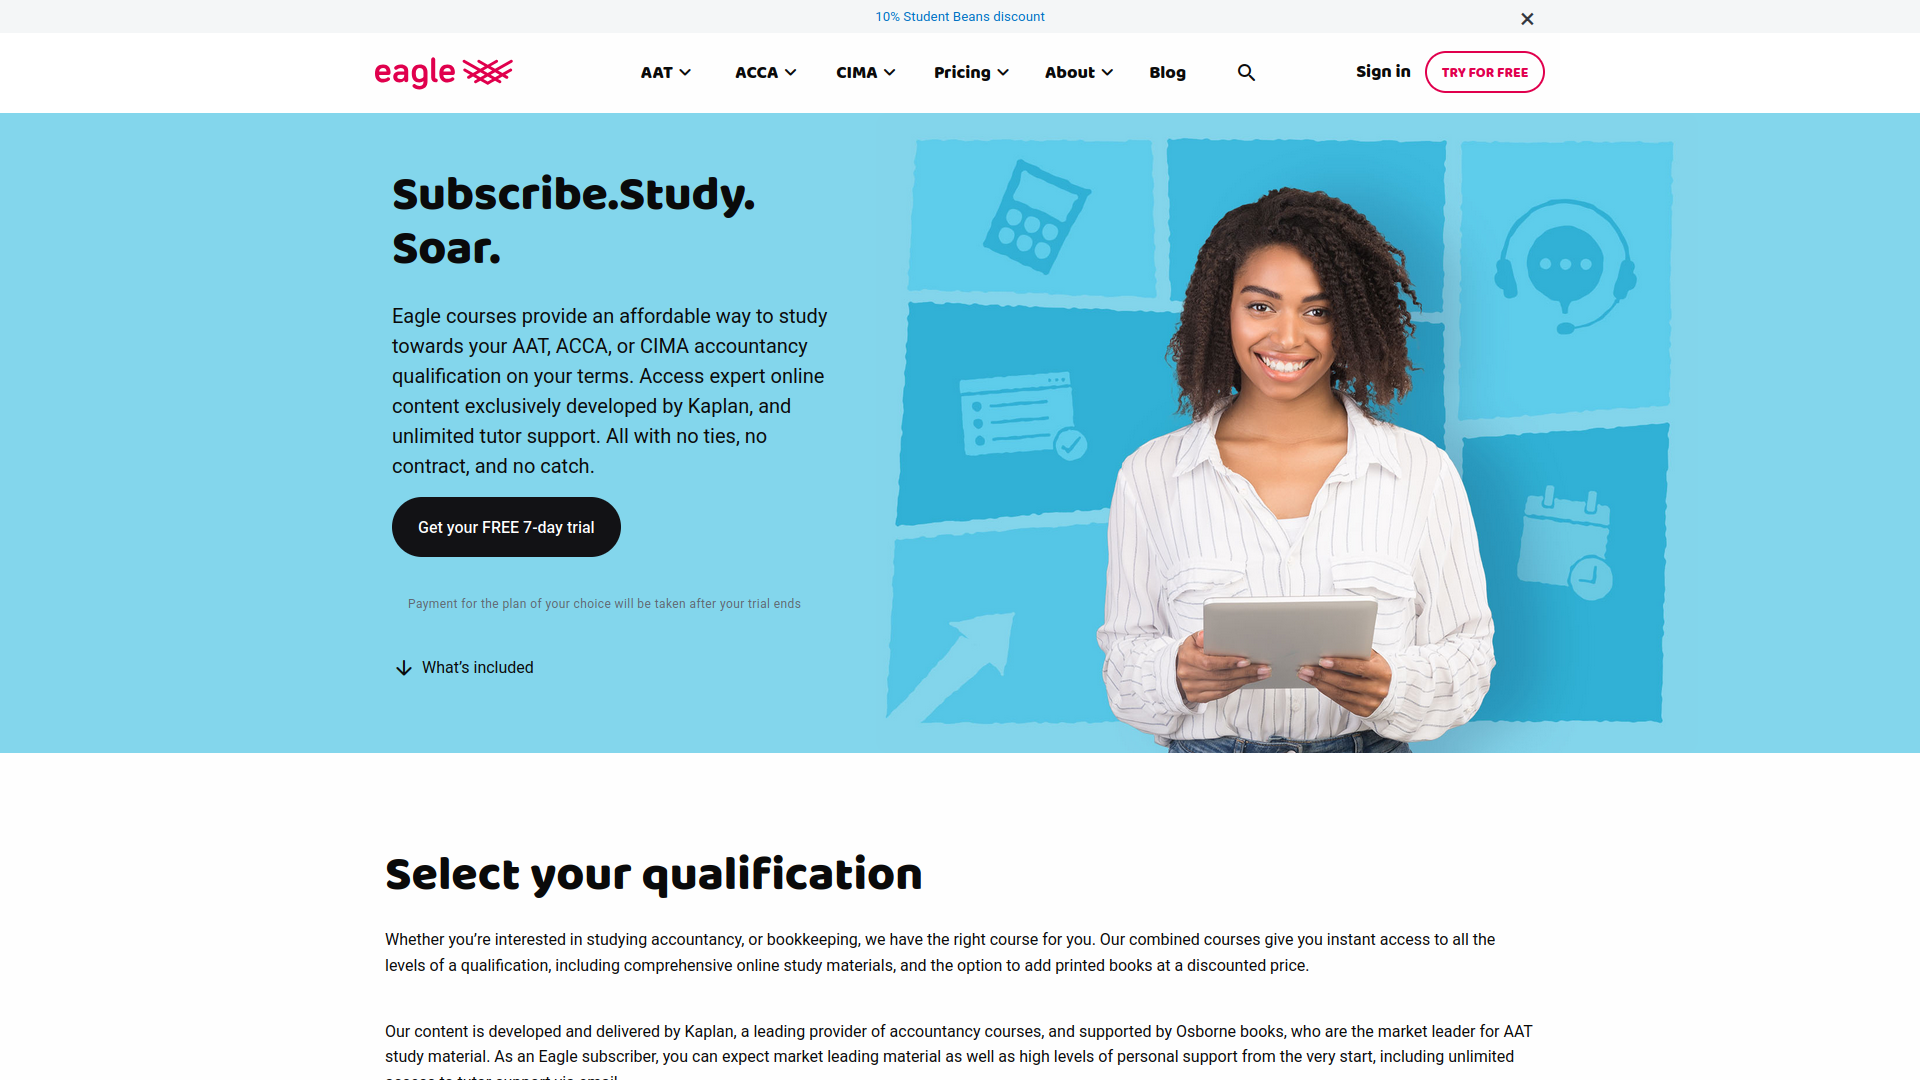 10% Student Beans discount
eagle
AAT
ACCA
CIMA
Pricing
About
Blog
Sign in
TRY FOR FREE
Subscribe.Study.
Soar.
Eagle courses provide an affordable way to study
towards your AAT, ACCA, or CIMA accountancy
qualification on your terms. Access expert online
content exclusively developed by Kaplan, and
unlimited tutor support. All with no ties, no
contract, and no catch.
Get your FREE 7-day trial
Payment for the plan of your choice will be taken after your trial ends
What’s included
Select your qualification
Whether you’re interested in studying accountancy, or bookkeeping, we have the right course for you. Our combined courses give you instant access to all the
levels of a qualification, including comprehensive online study materials, and the option to add printed books at a discounted price.
Our content is developed and delivered by Kaplan, a leading provider of accountancy courses, and supported by Osborne books, who are the market leader for AAT
study material. As an Eagle subscriber, you can expect market leading material as well as high levels of personal support from the very start, including unlimited
access to tutor support via email.